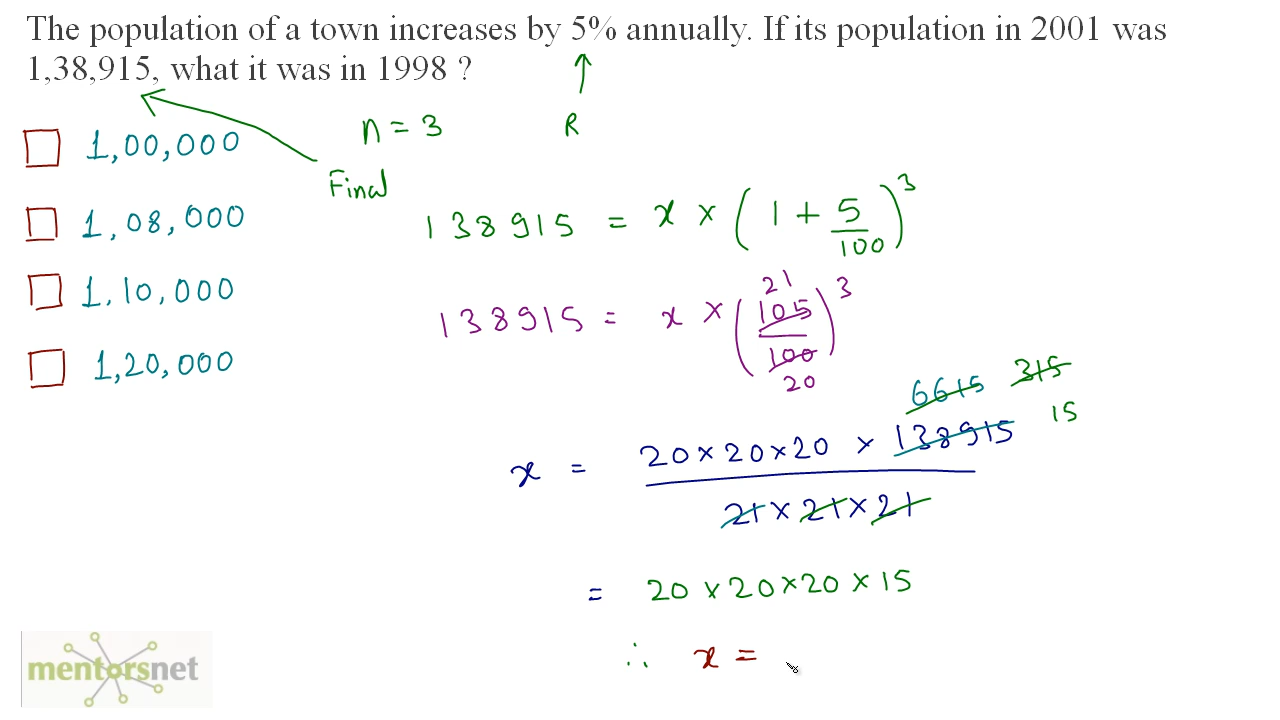 The population of a town increases by 5% annually. If its population in 2001 was
1,38,915, what it was in 1998 ?
n = 3
R
1,00,000
Final
1,08,000
138915 = x × (1 + 5/100)^3
1,10,000
21
138915 = x × (105/100)^3
20
1,20,000
6615 315
15
x = 20×20×20 × 138915
21 × 21 × 21
= 20 × 20 × 20 × 15
∴ x =
mentorsnet